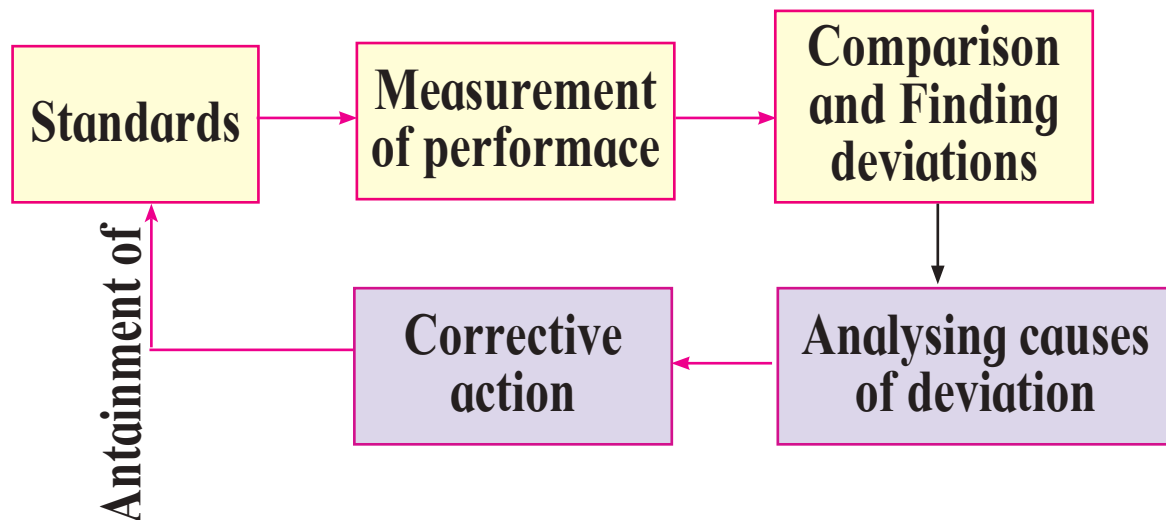 Standards
Measurement
of performace
Comparison
and Finding
deviations
Analysing causes
of deviation
Corrective
action
Antainment of